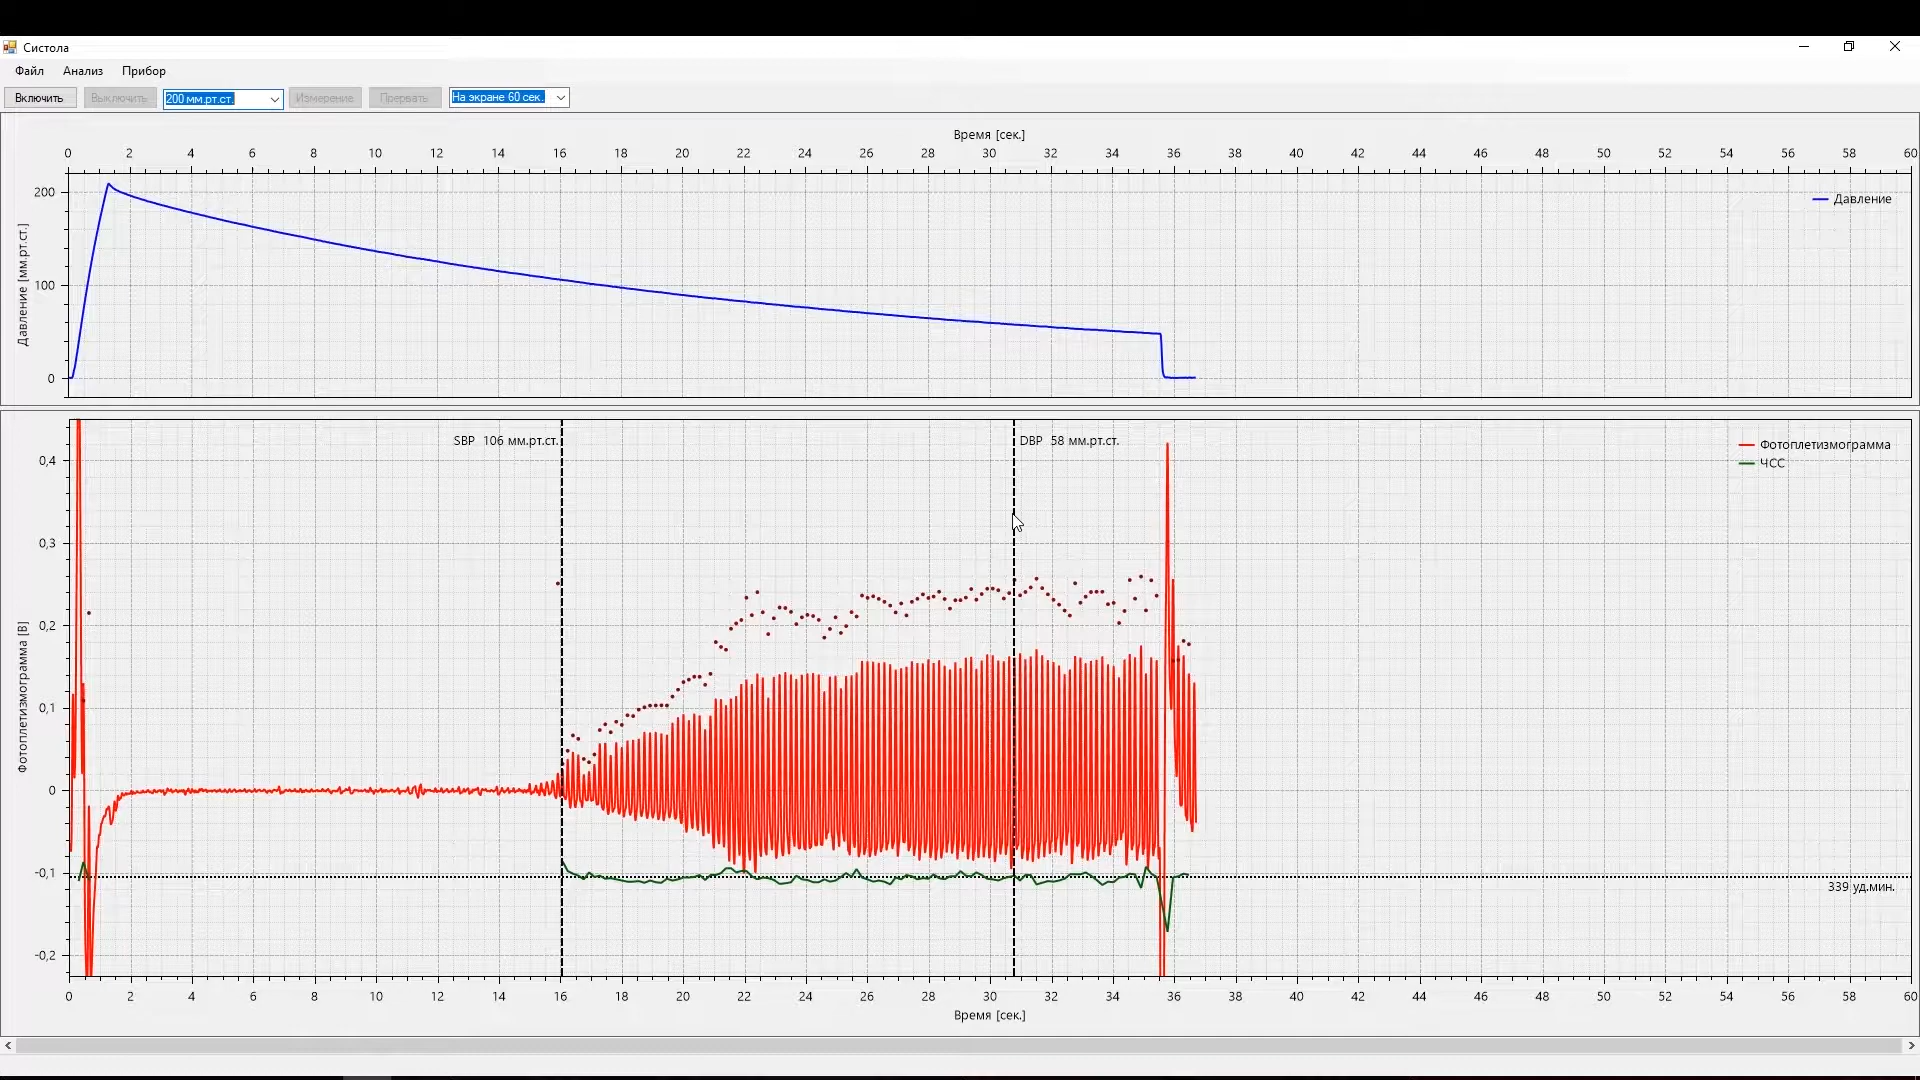 Систола
Файл Анализ Прибор
Включить Выключить 200 мм.рт.ст. Измерение Прервать На экране 60 сек.
Время [сек.]
0 2 4 6 8 10 12 14 16 18 20 22 24 26 28 30 32 34 36 38 40 42 44 46 48 50 52 54 56 58 60
200
Давление
Давление [мм.рт.ст.]
100
0
SBP 106 мм.рт.ст. DBP 58 мм.рт.ст.
Фотоплетизмограмма
0,4
ЧСС
0,3
0,2
Фотоплетизмограмма [В]
0,1
0
-0,1
339 уд.мин.
-0,2
0 2 4 6 8 10 12 14 16 18 20 22 24 26 28 30 32 34 36 38 40 42 44 46 48 50 52 54 56 58 60
Время [сек.]